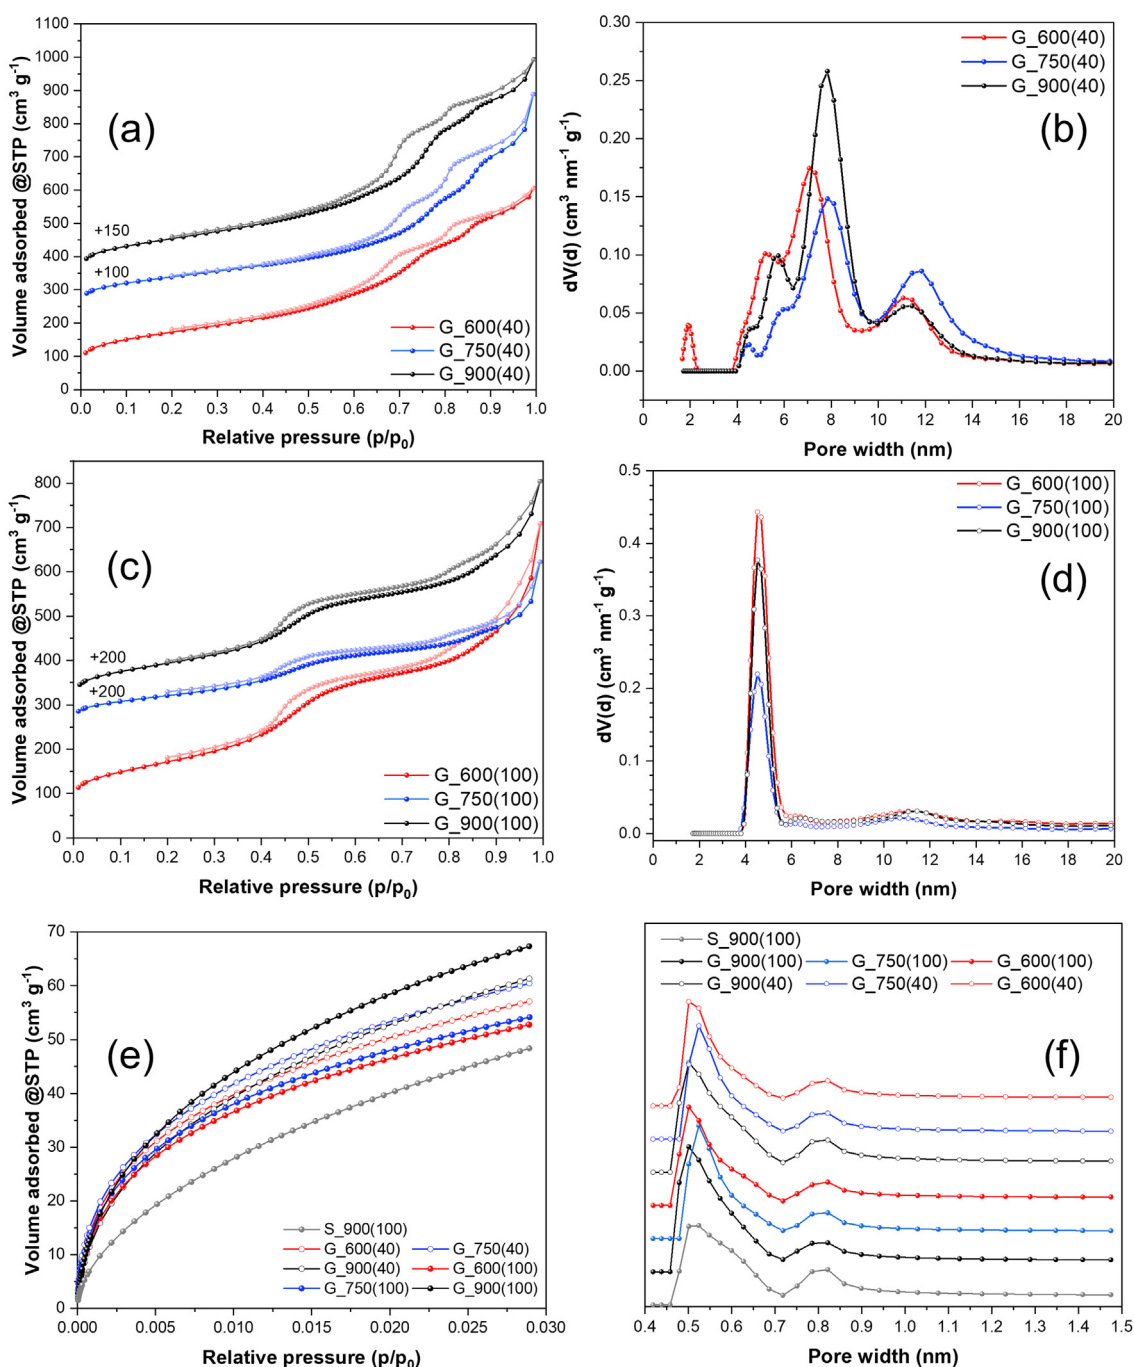 (a)
Volume adsorbed @STP (cm³ g⁻¹)
1100
1000
900
800
700
600
500
400
300
200
100
0
+150
+100
G_600(40)
G_750(40)
G_900(40)
0.0 0.1 0.2 0.3 0.4 0.5 0.6 0.7 0.8 0.9 1.0
Relative pressure (p/p₀)
(b)
dV(d) (cm³ nm⁻¹ g⁻¹)
0.30
0.25
0.20
0.15
0.10
0.05
0.00
G_600(40)
G_750(40)
G_900(40)
0 2 4 6 8 10 12 14 16 18 20
Pore width (nm)
(c)
Volume adsorbed @STP (cm³ g⁻¹)
800
700
600
500
400
300
200
100
0
+200
+200
G_600(100)
G_750(100)
G_900(100)
0.0 0.1 0.2 0.3 0.4 0.5 0.6 0.7 0.8 0.9 1.0
Relative pressure (p/p₀)
(d)
dV(d) (cm³ nm⁻¹ g⁻¹)
0.5
0.4
0.3
0.2
0.1
0.0
G_600(100)
G_750(100)
G_900(100)
0 2 4 6 8 10 12 14 16 18 20
Pore width (nm)
(e)
Volume adsorbed @STP (cm³ g⁻¹)
70
60
50
40
30
20
10
0
S_900(100)
G_600(40) G_750(40)
G_900(40) G_600(100)
G_750(100) G_900(100)
0.000 0.005 0.010 0.015 0.020 0.025 0.030
Relative pressure (p/p₀)
(f)
S_900(100)
G_900(100) G_750(100) G_600(100)
G_900(40) G_750(40) G_600(40)
0.4 0.5 0.6 0.7 0.8 0.9 1.0 1.1 1.2 1.3 1.4 1.5
Pore width (nm)